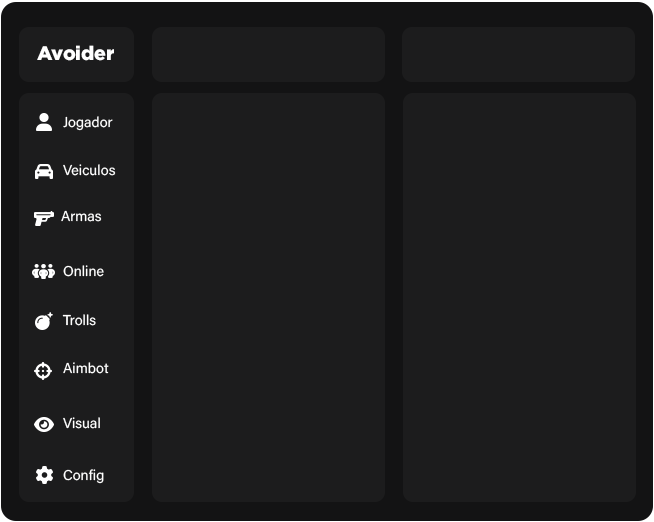 Avoider
Jogador
Veiculos
Armas
Online
Trolls
Aimbot
Visual
Config